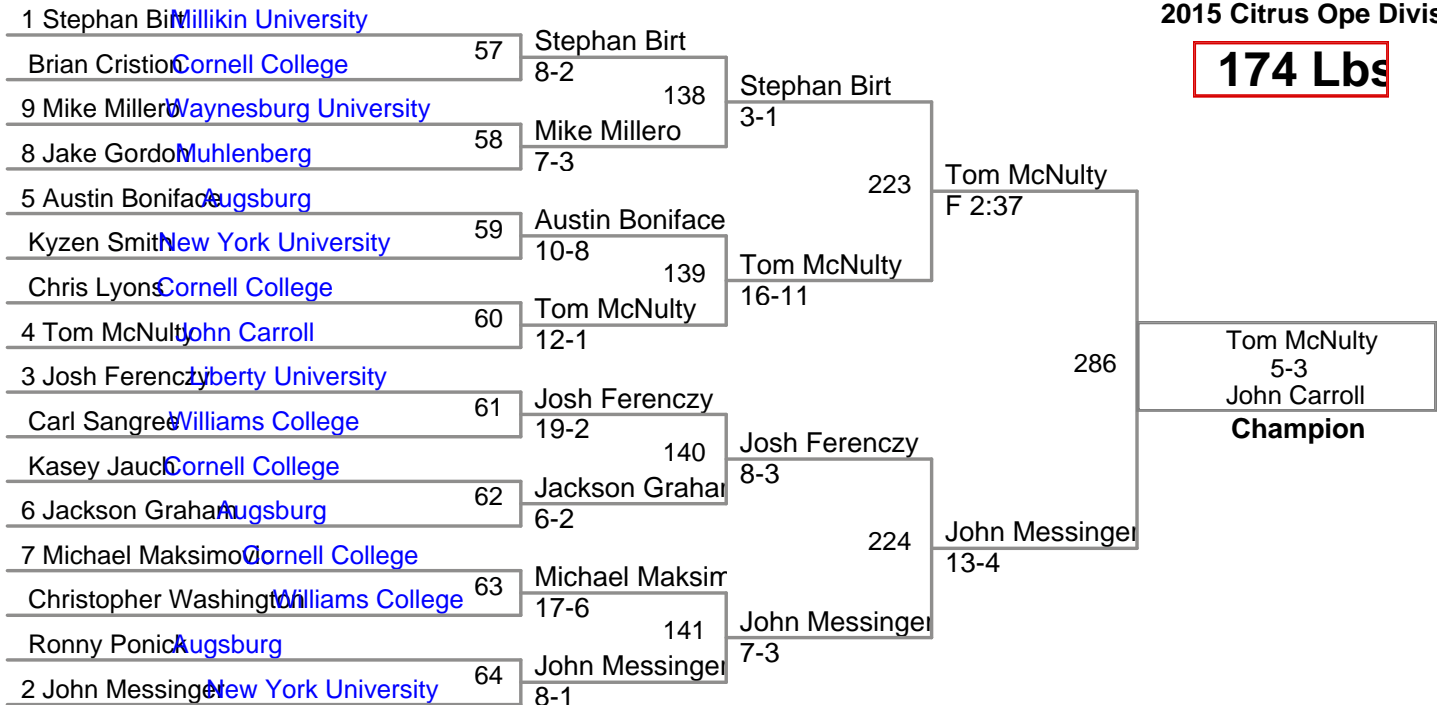 2015 Citrus Ope Divis
174 Lbs
1 Stephan Birt Millikin University
Brian Cristion Cornell College
9 Mike Millero Waynesburg University
8 Jake Gordon Muhlenberg
5 Austin Boniface Augsburg
Kyzen Smith New York University
Chris Lyons Cornell College
4 Tom McNulty John Carroll
3 Josh Ferenczy Liberty University
Carl Sangree Williams College
Kasey Jauch Cornell College
6 Jackson Graham Augsburg
7 Michael Maksimovic Cornell College
Christopher Washington Williams College
Ronny Ponick Augsburg
2 John Messinger New York University
57
58
59
60
61
62
63
64
Stephan Birt
8-2
Mike Millero
7-3
Austin Boniface
10-8
Tom McNulty
12-1
Josh Ferenczy
19-2
Jackson Graham
6-2
Michael Maksim
17-6
John Messinger
8-1
138
139
140
141
Stephan Birt
3-1
Tom McNulty
16-11
Josh Ferenczy
8-3
John Messinger
7-3
223
224
Tom McNulty
F 2:37
John Messinger
13-4
286
Tom McNulty
5-3
John Carroll
Champion